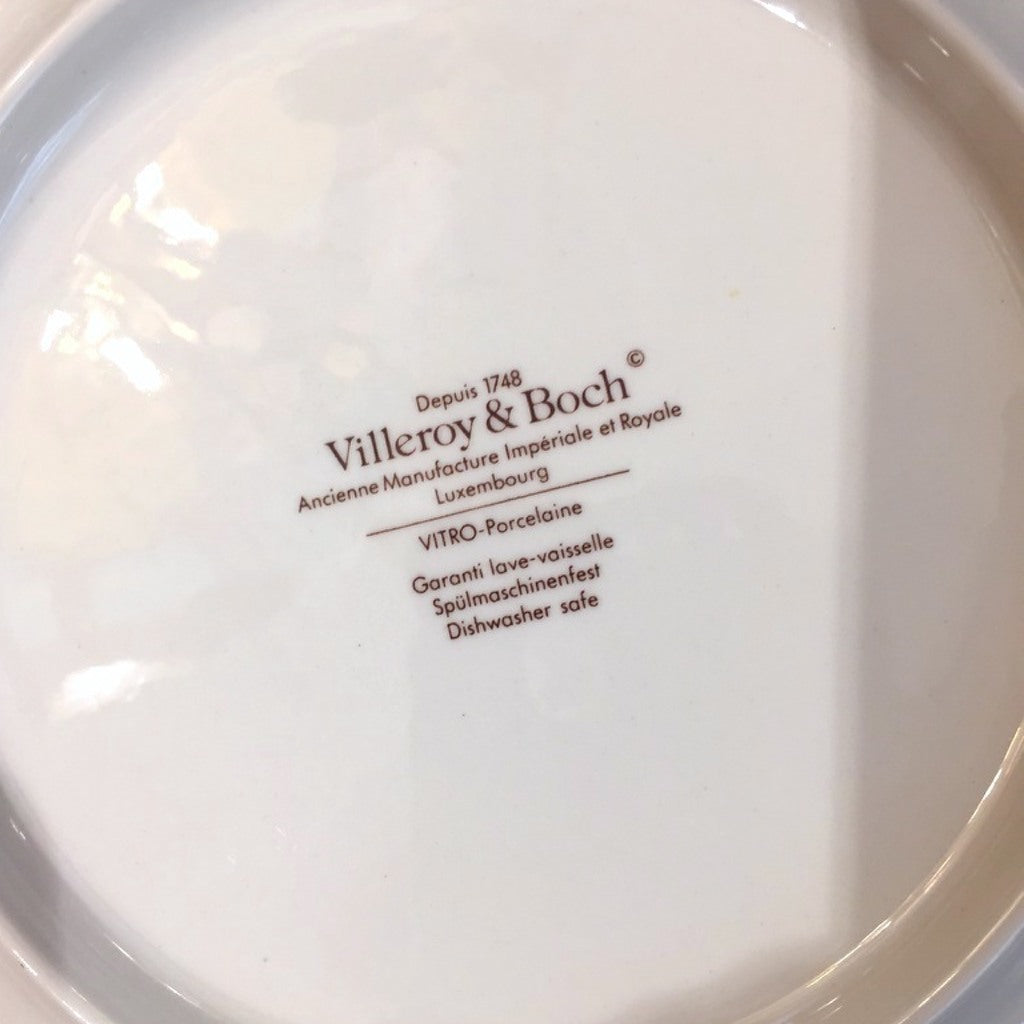 Depuis 1748
Villeroy & Boch ©
Ancienne Manufacture Impériale et Royale
Luxembourg
VITRO-Porcelaine
Garanti lave-vaisselle
Spülmaschinenfest
Dishwasher safe